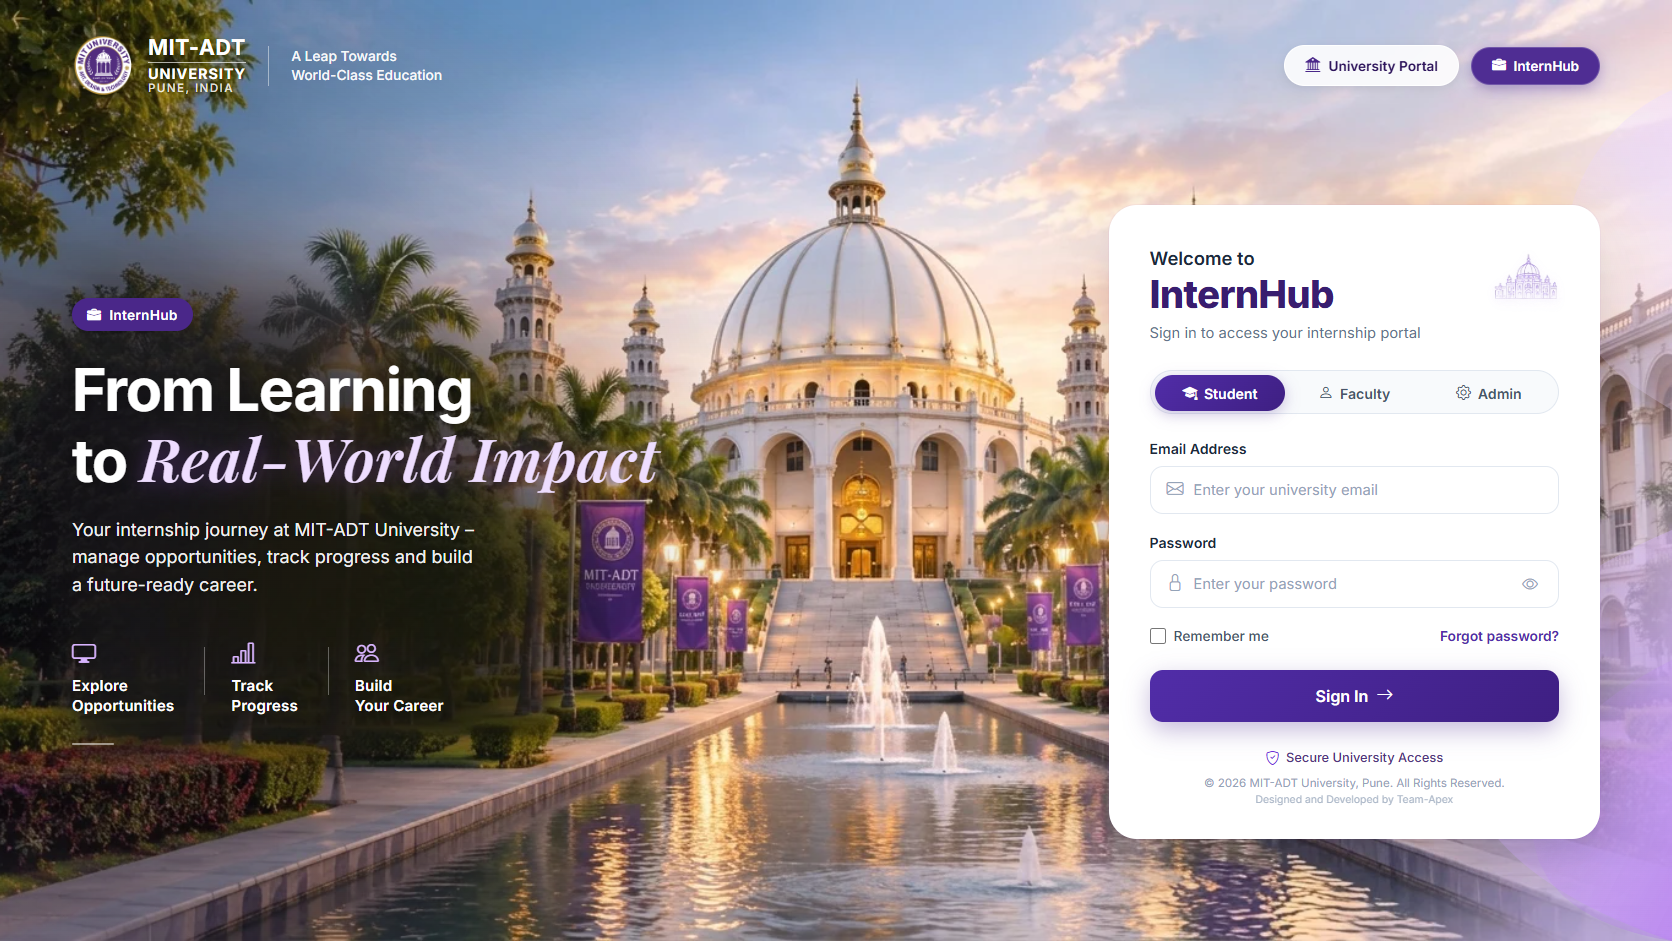 MIT-ADT
UNIVERSITY
PUNE, INDIA
A Leap Towards
World-Class Education
University Portal
InternHub
InternHub
From Learning
to Real-World Impact
Your internship journey at MIT-ADT University –
manage opportunities, track progress and build
a future-ready career.
Explore
Opportunities
Track
Progress
Build
Your Career
MIT-ADT
Welcome to
InternHub
Sign in to access your internship portal
Student
Faculty
Admin
Email Address
Enter your university email
Password
Enter your password
Remember me
Forgot password?
Sign In
Secure University Access
© 2026 MIT-ADT University, Pune. All Rights Reserved.
Designed and Developed by Team-Apex